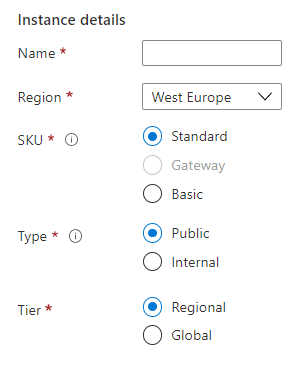 Instance details
Name *
Region * West Europe
SKU * Standard
Gateway
Basic
Type * Public
Internal
Tier * Regional
Global